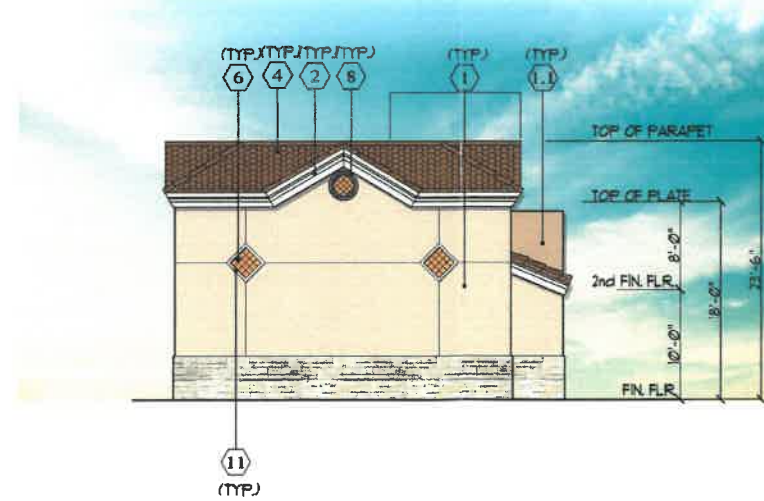 (TYP.) (TYP.) (TYP.) (TYP.) (TYP.) (TYP.)
6 4 2 8 1 1.1
TOP OF PARAPET
TOP OF PLATE
8'-0"
2nd FIN. FLR.
18'-0"
23'-6"
10'-0"
FIN. FLR.
11
(TYP.)